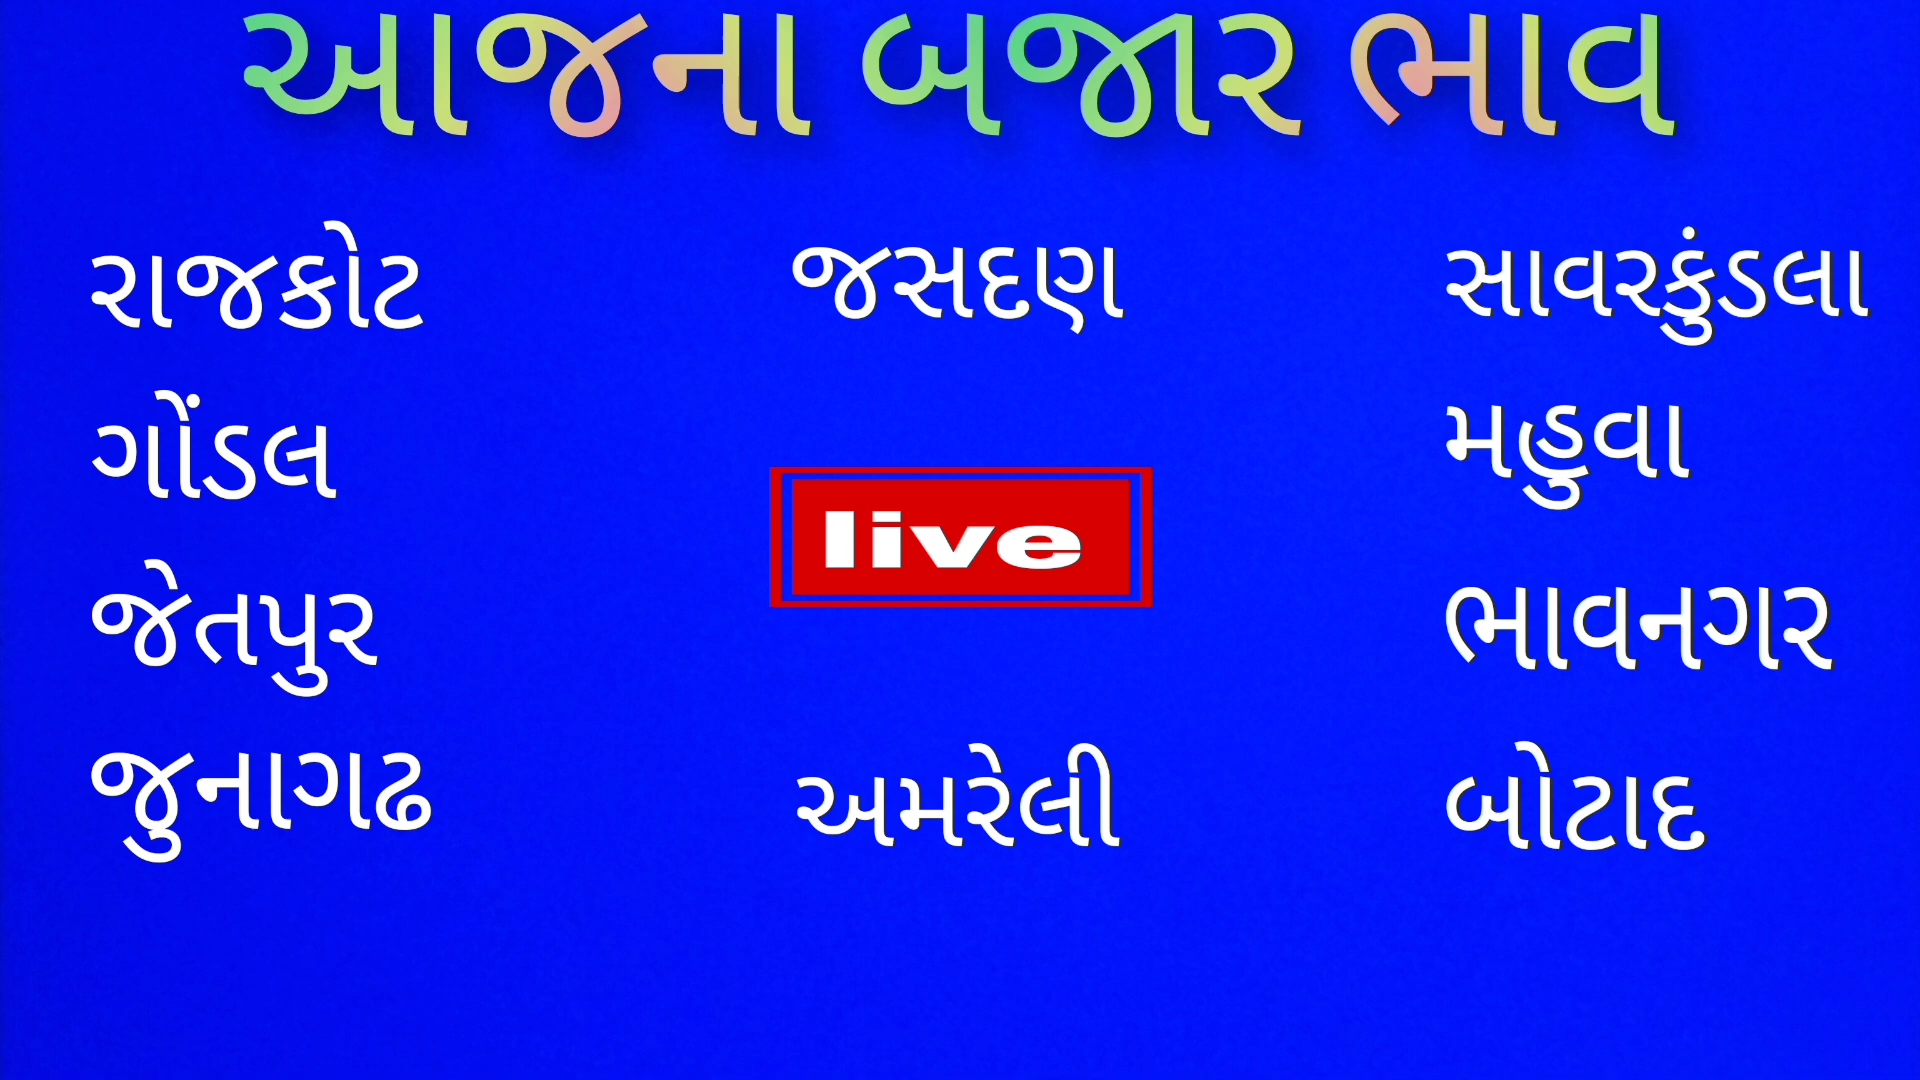 આજના બજાર ભાવ
રાજકોટ
ગોંડલ
જેતપુર
જુનાગઢ
જસદણ
live
અમરેલી
સાવરકુંડલા
મહુવા
ભાવનગર
બોટાદ